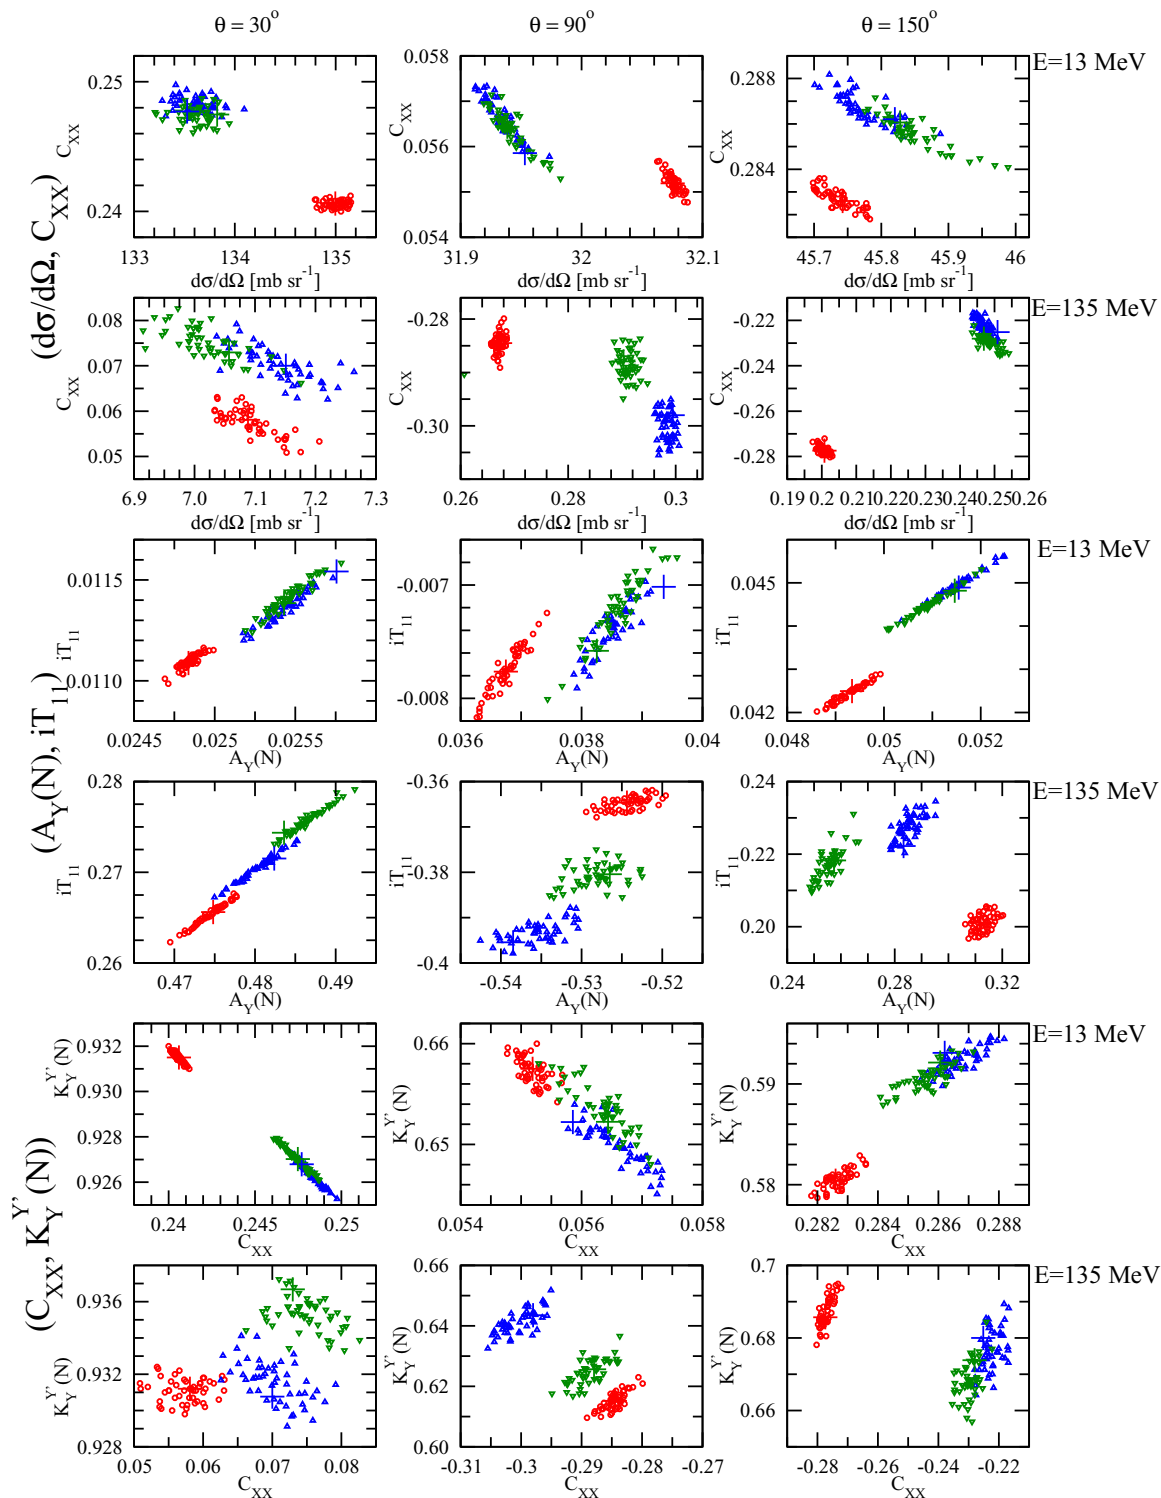 θ = 30°
θ = 90°
θ = 150°
(dσ/dΩ, C_XX)
E=13 MeV
C_XX
0.25
0.24
133 134 135
dσ/dΩ [mb sr⁻¹]
C_XX
0.058
0.056
0.054
31.9 32 32.1
dσ/dΩ [mb sr⁻¹]
C_XX
0.288
0.284
45.7 45.8 45.9 46
dσ/dΩ [mb sr⁻¹]
E=135 MeV
C_XX
0.08
0.07
0.06
0.05
6.9 7.0 7.1 7.2 7.3
dσ/dΩ [mb sr⁻¹]
C_XX
-0.28
-0.30
0.26 0.28 0.3
dσ/dΩ [mb sr⁻¹]
C_XX
-0.22
-0.24
-0.26
-0.28
0.19 0.2 0.21 0.22 0.23 0.24 0.25 0.26
dσ/dΩ [mb sr⁻¹]
(A_Y(N), iT₁₁)
E=13 MeV
iT₁₁
0.0115
0.0110
0.0245 0.025 0.0255
A_Y(N)
iT₁₁
-0.007
-0.008
0.036 0.038 0.04
A_Y(N)
iT₁₁
0.045
0.042
0.048 0.05 0.052
A_Y(N)
E=135 MeV
iT₁₁
0.28
0.27
0.26
0.47 0.48 0.49
A_Y(N)
iT₁₁
-0.36
-0.38
-0.4
-0.54 -0.53 -0.52
A_Y(N)
iT₁₁
0.24
0.22
0.20
0.24 0.28 0.32
A_Y(N)
(C_XX, K_Y^Y'(N))
E=13 MeV
K_Y^Y'(N)
0.932
0.931
0.928
0.926
0.24 0.245 0.25
C_XX
K_Y^Y'(N)
0.66
0.65
0.054 0.056 0.058
C_XX
K_Y^Y'(N)
0.59
0.58
0.282 0.284 0.286 0.288
C_XX
E=135 MeV
K_Y^Y'(N)
0.936
0.932
0.928
0.05 0.06 0.07 0.08
C_XX
K_Y^Y'(N)
0.66
0.64
0.62
0.60
-0.31 -0.3 -0.29 -0.28 -0.27
C_XX
K_Y^Y'(N)
0.7
0.68
0.66
-0.28 -0.26 -0.24 -0.22
C_XX